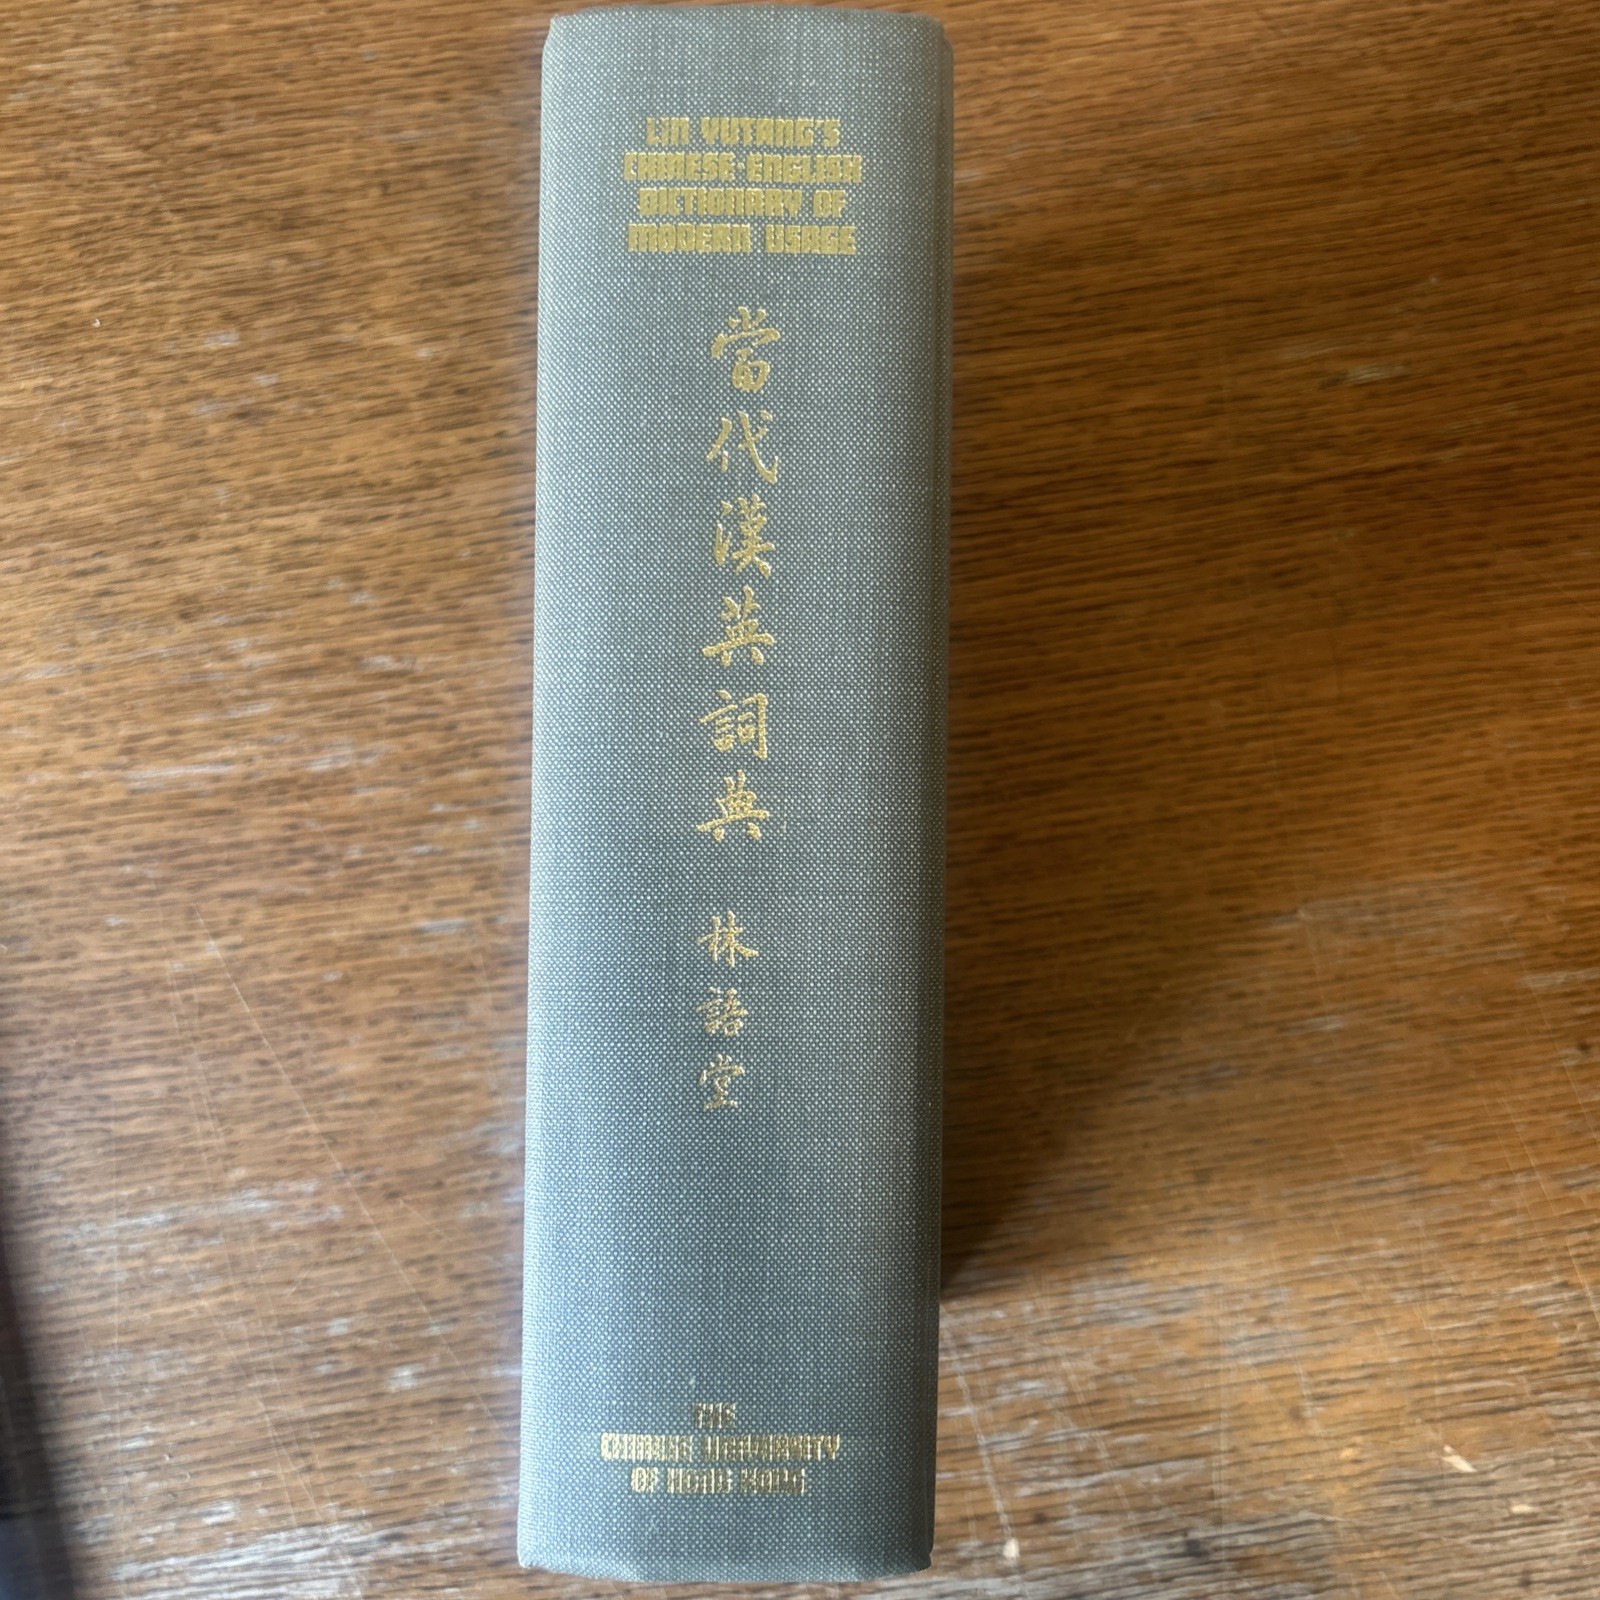 LIN YUTANG'S
CHINESE-ENGLISH
DICTIONARY OF
MODERN USAGE
當代漢英詞典
林語堂
THE
CHINESE UNIVERSITY
OF HONG KONG